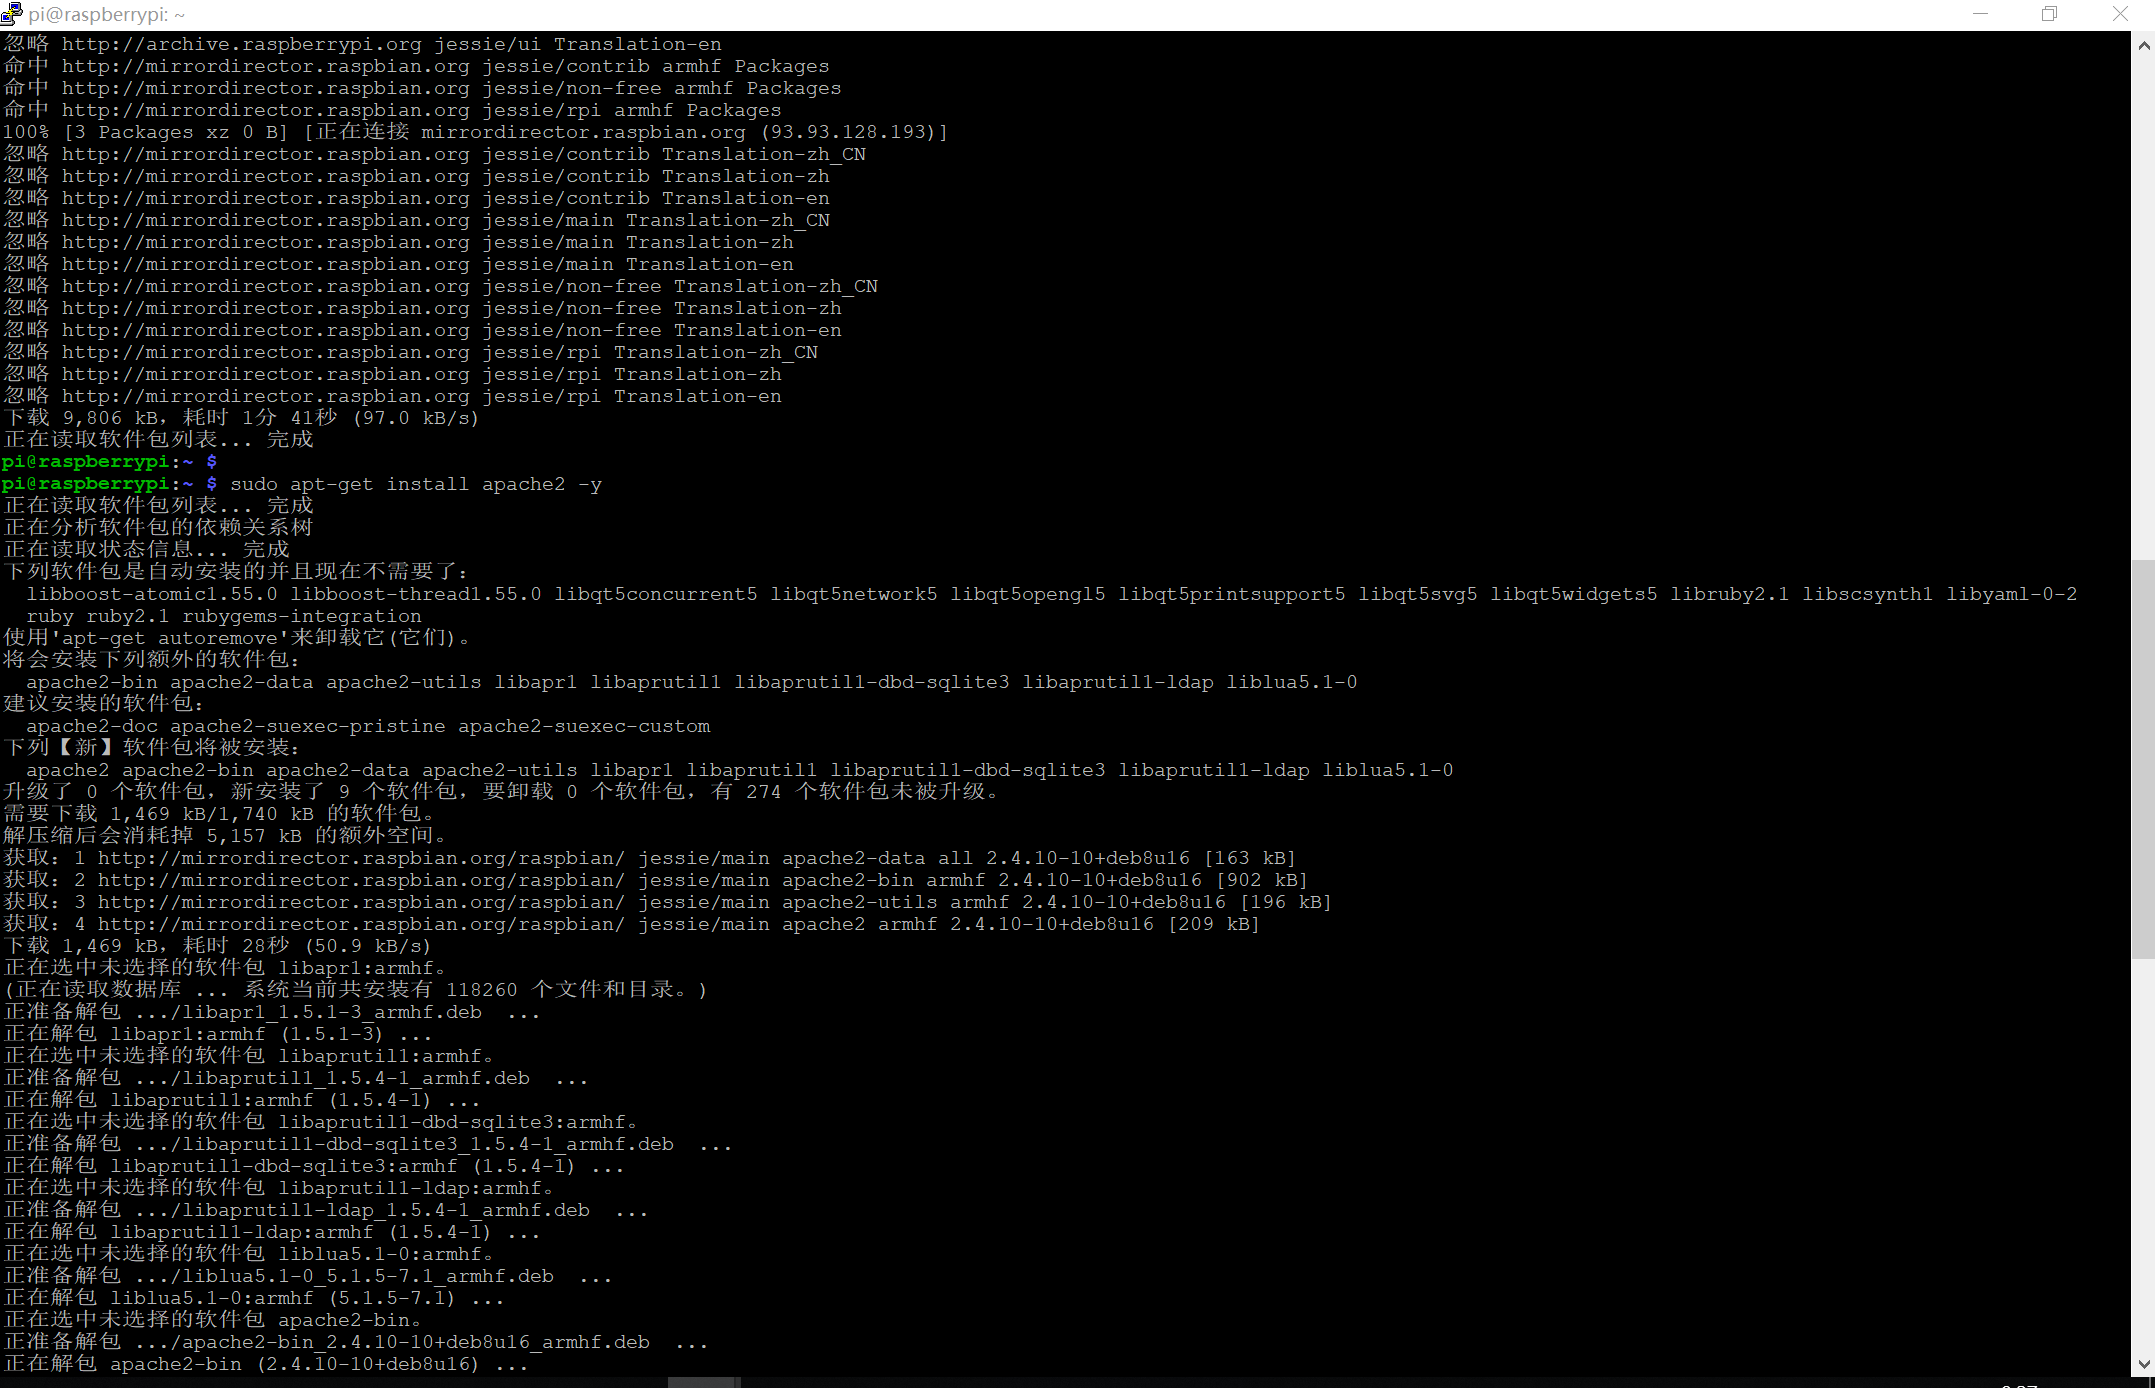 pi@raspberrypi: ~
忽略 http://archive.raspberrypi.org jessie/ui Translation-en
命中 http://mirrordirector.raspbian.org jessie/contrib armhf Packages
命中 http://mirrordirector.raspbian.org jessie/non-free armhf Packages
命中 http://mirrordirector.raspbian.org jessie/rpi armhf Packages
100% [3 Packages xz 0 B] [正在连接 mirrordirector.raspbian.org (93.93.128.193)]
忽略 http://mirrordirector.raspbian.org jessie/contrib Translation-zh_CN
忽略 http://mirrordirector.raspbian.org jessie/contrib Translation-zh
忽略 http://mirrordirector.raspbian.org jessie/contrib Translation-en
忽略 http://mirrordirector.raspbian.org jessie/main Translation-zh_CN
忽略 http://mirrordirector.raspbian.org jessie/main Translation-zh
忽略 http://mirrordirector.raspbian.org jessie/main Translation-en
忽略 http://mirrordirector.raspbian.org jessie/non-free Translation-zh_CN
忽略 http://mirrordirector.raspbian.org jessie/non-free Translation-zh
忽略 http://mirrordirector.raspbian.org jessie/non-free Translation-en
忽略 http://mirrordirector.raspbian.org jessie/rpi Translation-zh_CN
忽略 http://mirrordirector.raspbian.org jessie/rpi Translation-zh
忽略 http://mirrordirector.raspbian.org jessie/rpi Translation-en
下载 9,806 kB，耗时 1分 41秒 (97.0 kB/s)
正在读取软件包列表... 完成
pi@raspberrypi:~ $
pi@raspberrypi:~ $ sudo apt-get install apache2 -y
正在读取软件包列表... 完成
正在分析软件包的依赖关系树
正在读取状态信息... 完成
下列软件包是自动安装的并且现在不需要了：
  libboost-atomic1.55.0 libboost-thread1.55.0 libqt5concurrent5 libqt5network5 libqt5opengl5 libqt5printsupport5 libqt5svg5 libqt5widgets5 libruby2.1 libscsynth1 libyaml-0-2
  ruby ruby2.1 rubygems-integration
使用'apt-get autoremove'来卸载它(它们)。
将会安装下列额外的软件包：
  apache2-bin apache2-data apache2-utils libapr1 libaprutil1 libaprutil1-dbd-sqlite3 libaprutil1-ldap liblua5.1-0
建议安装的软件包：
  apache2-doc apache2-suexec-pristine apache2-suexec-custom
下列【新】软件包将被安装：
  apache2 apache2-bin apache2-data apache2-utils libapr1 libaprutil1 libaprutil1-dbd-sqlite3 libaprutil1-ldap liblua5.1-0
升级了 0 个软件包，新安装了 9 个软件包，要卸载 0 个软件包，有 274 个软件包未被升级。
需要下载 1,469 kB/1,740 kB 的软件包。
解压缩后会消耗掉 5,157 kB 的额外空间。
获取：1 http://mirrordirector.raspbian.org/raspbian/ jessie/main apache2-data all 2.4.10-10+deb8u16 [163 kB]
获取：2 http://mirrordirector.raspbian.org/raspbian/ jessie/main apache2-bin armhf 2.4.10-10+deb8u16 [902 kB]
获取：3 http://mirrordirector.raspbian.org/raspbian/ jessie/main apache2-utils armhf 2.4.10-10+deb8u16 [196 kB]
获取：4 http://mirrordirector.raspbian.org/raspbian/ jessie/main apache2 armhf 2.4.10-10+deb8u16 [209 kB]
下载 1,469 kB，耗时 28秒 (50.9 kB/s)
正在选中未选择的软件包 libapr1:armhf。
(正在读取数据库 ... 系统当前共安装有 118260 个文件和目录。)
正准备解包 .../libapr1_1.5.1-3_armhf.deb  ...
正在解包 libapr1:armhf (1.5.1-3) ...
正在选中未选择的软件包 libaprutil1:armhf。
正准备解包 .../libaprutil1_1.5.4-1_armhf.deb  ...
正在解包 libaprutil1:armhf (1.5.4-1) ...
正在选中未选择的软件包 libaprutil1-dbd-sqlite3:armhf。
正准备解包 .../libaprutil1-dbd-sqlite3_1.5.4-1_armhf.deb  ...
正在解包 libaprutil1-dbd-sqlite3:armhf (1.5.4-1) ...
正在选中未选择的软件包 libaprutil1-ldap:armhf。
正准备解包 .../libaprutil1-ldap_1.5.4-1_armhf.deb  ...
正在解包 libaprutil1-ldap:armhf (1.5.4-1) ...
正在选中未选择的软件包 liblua5.1-0:armhf。
正准备解包 .../liblua5.1-0_5.1.5-7.1_armhf.deb  ...
正在解包 liblua5.1-0:armhf (5.1.5-7.1) ...
正在选中未选择的软件包 apache2-bin。
正准备解包 .../apache2-bin_2.4.10-10+deb8u16_armhf.deb  ...
正在解包 apache2-bin (2.4.10-10+deb8u16) ...